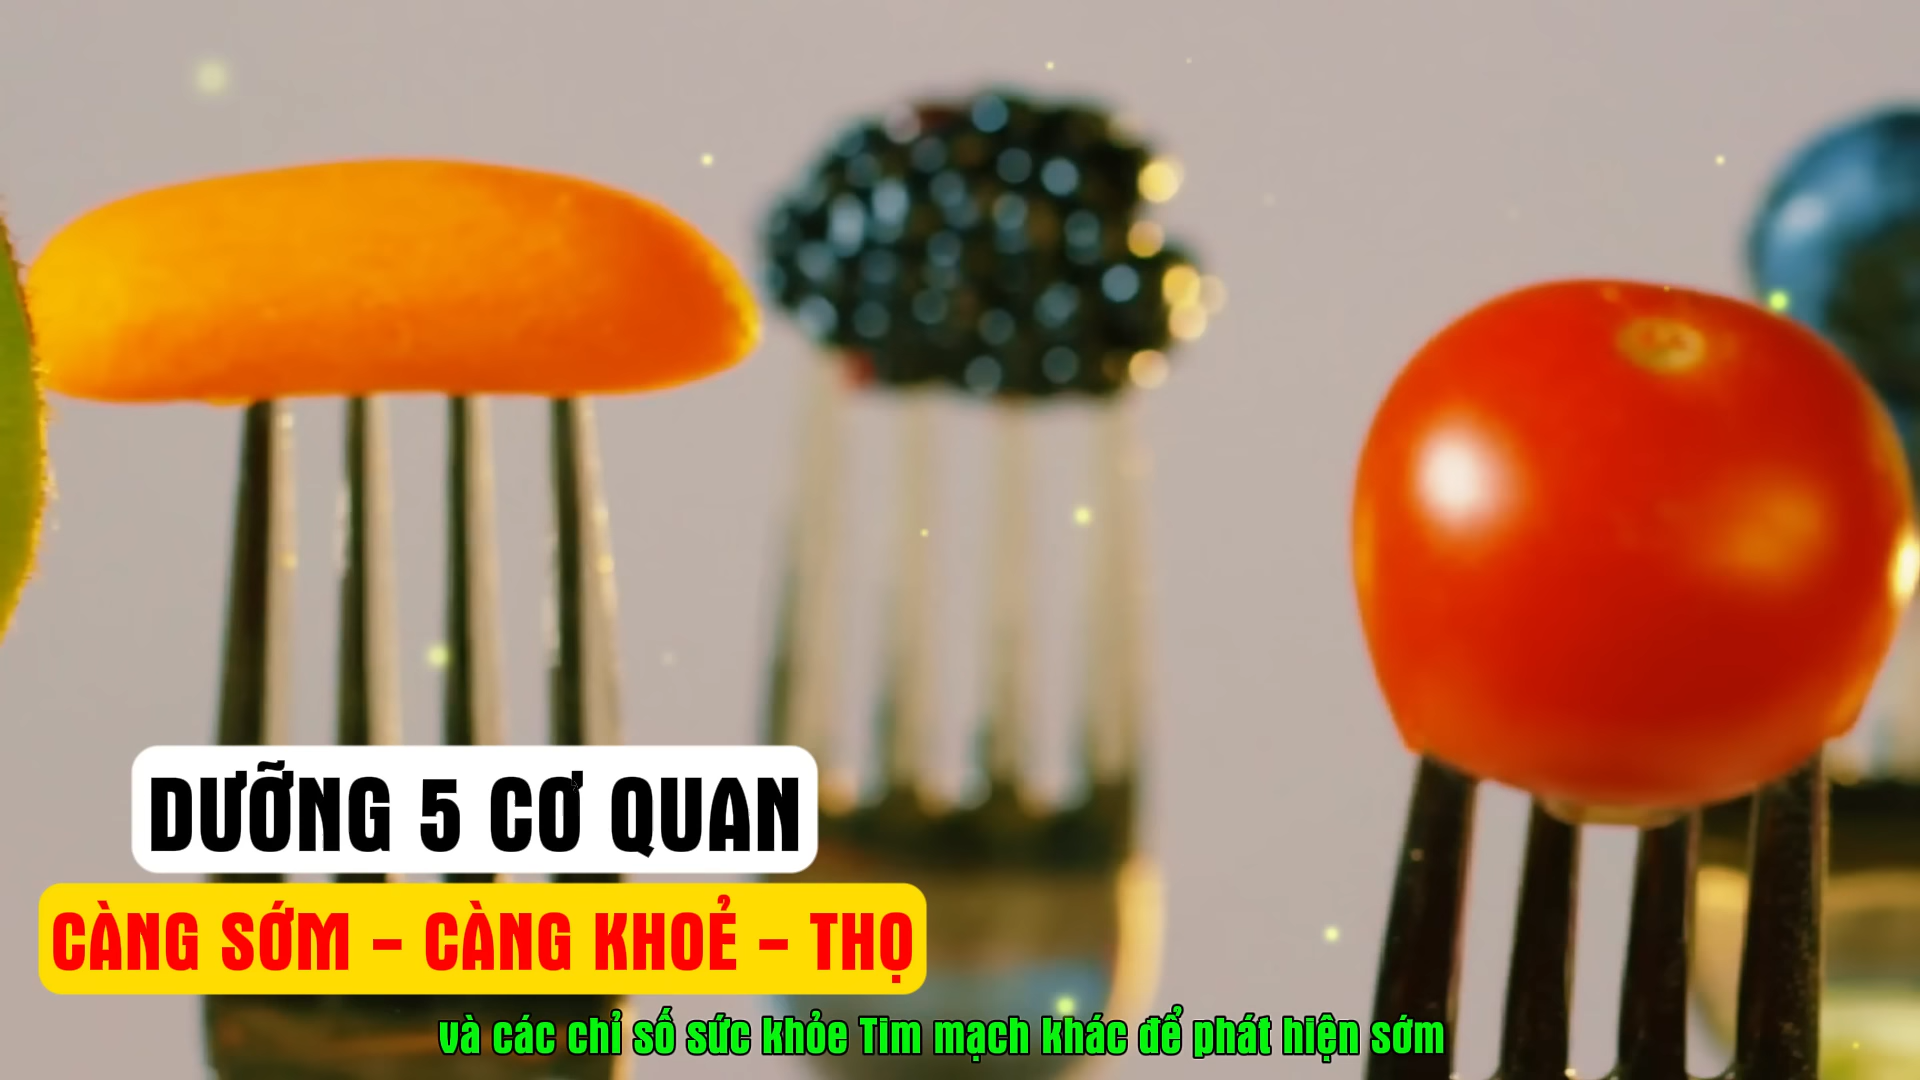 DƯỠNG 5 CƠ QUAN
CÀNG SỚM – CÀNG KHOẺ – THỌ
và các chỉ số sức khỏe Tim mạch khác để phát hiện sớm